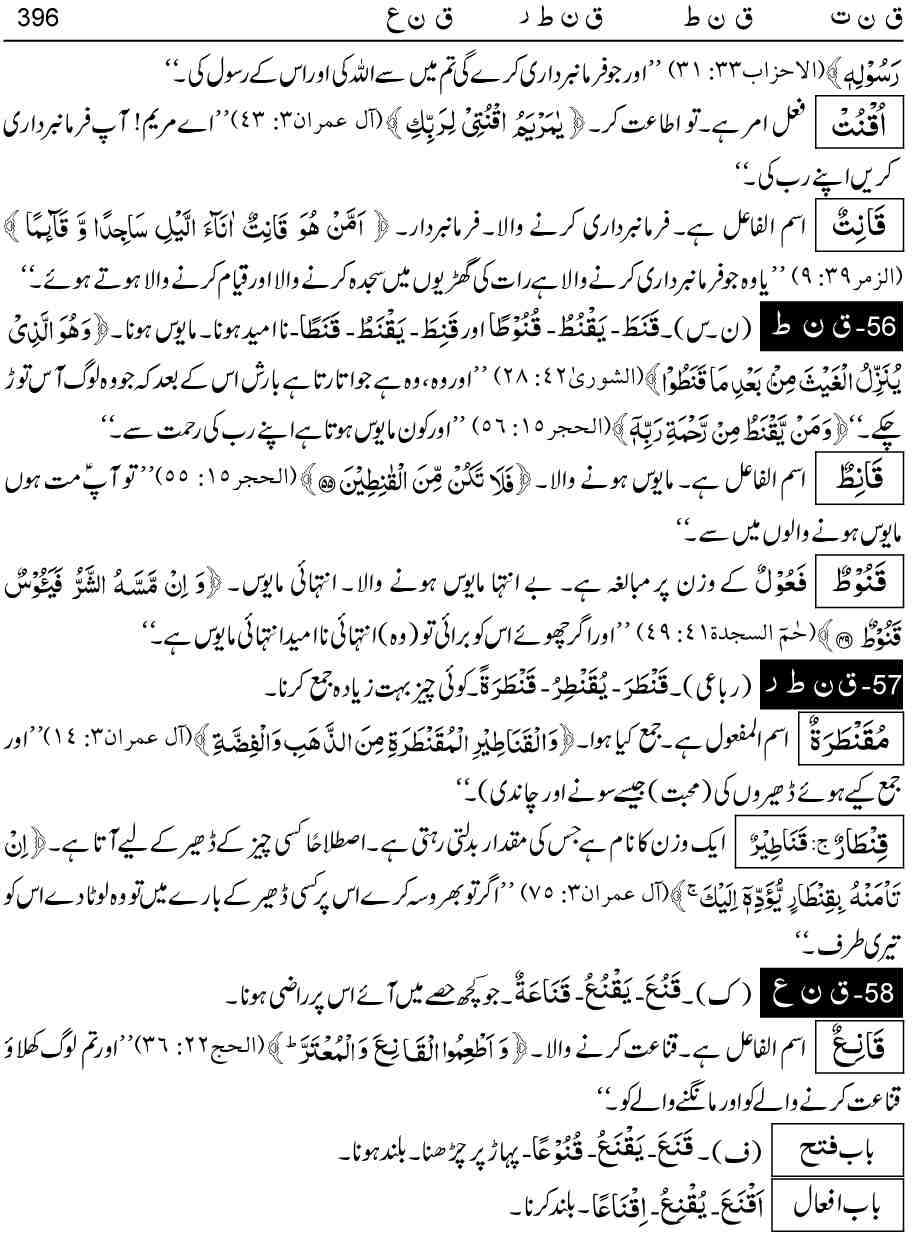 ق ن ت ق ن ط ق ن ط ر ق ن ع 396
رَسُوْلِهٖ﴾(الاحزاب۳۳: ۳۱) ’’اور جو فرمانبرداری کرے گی تم میں سے اللہ کی اور اس کے رسول کی۔‘‘
اُقْنُتْ فعل امر ہے۔ تو اطاعت کر۔ ﴿يٰمَرْيَمُ اقْنُتِىْ لِرَبِّكِ﴾(آل عمران۳: ۴۳)’’اے مریم! آپ فرمانبرداری
کریں اپنے رب کی۔‘‘
قَانِتٌ اسم الفاعل ہے۔ فرمانبرداری کرنے والا۔ فرمانبردار۔ ﴿اَمَّنْ هُوَ قَانِتٌ اٰنَآءَ الَّيْلِ سَاجِدًا وَّ قَآئِمًا﴾
(الزمر۳۹: ۹) ’’یا وہ جو فرمانبرداری کرنے والا ہے رات کی گھڑیوں میں سجدہ کرنے والا اور قیام کرنے والا ہوتے ہوئے۔‘‘
56- ق ن ط (ن۔س)۔ قَنَطَ۔ يَقْنُطُ۔ قُنُوْطًا اور قَنِطَ۔ يَقْنَطُ۔ قَنَطًا۔ نا امید ہونا۔ مایوس ہونا۔ ﴿وَهُوَ الَّذِىْ
يُنَزِّلُ الْغَيْثَ مِنْ بَعْدِ مَا قَنَطُوْا﴾(الشوریٰ۴۲: ۲۸) ’’اور وہ، وہ ہے جو اتارتا ہے بارش اس کے بعد کہ جو وہ لوگ آس توڑ
چکے۔‘‘ ﴿وَمَنْ يَّقْنَطُ مِنْ رَّحْمَةِ رَبِّهٖٓ﴾(الحجر۱۵: ۵۶) ’’اور کون مایوس ہوتا ہے اپنے رب کی رحمت سے۔‘‘
قَانِطٌ اسم الفاعل ہے۔ مایوس ہونے والا۔ ﴿فَلَا تَكُنْ مِّنَ الْقٰنِطِيْنَ ۵۵﴾(الحجر۱۵: ۵۵)’’تو آپؐ مت ہوں
مایوس ہونے والوں میں سے۔‘‘
قَنُوْطٌ فَعُوْلٌ کے وزن پر مبالغہ ہے۔ بے انتہا مایوس ہونے والا۔ انتہائی مایوس۔ ﴿وَ اِنْ مَّسَّهُ الشَّرُّ فَيَئُوْسٌ
قَنُوْطٌ ۴۹﴾(حٰمٓ السجدة۴۱: ۴۹) ’’اور اگر چھوئے اس کو برائی تو (وہ) انتہائی نا امید انتہائی مایوس ہے۔‘‘
57- ق ن ط ر (رباعی)۔ قَنْطَرَ۔ يُقَنْطِرُ۔ قَنْطَرَةً۔ کوئی چیز بہت زیادہ جمع کرنا۔
مُقَنْطَرَةٌ اسم المفعول ہے۔ جمع کیا ہوا۔ ﴿وَالْقَنَاطِيْرِ الْمُقَنْطَرَةِ مِنَ الذَّهَبِ وَالْفِضَّةِ﴾(آل عمران۳: ۱۴)’’اور
جمع کیے ہوئے ڈھیروں کی (محبت) جیسے سونے اور چاندی)۔‘‘
قِنْطَارٌ ج: قَنَاطِيْرُ ایک وزن کا نام ہے جس کی مقدار بدلتی رہتی ہے۔ اصطلاحًا کسی چیز کے ڈھیر کے لیے آتا ہے۔ ﴿اِنْ
تَاْمَنْهُ بِقِنْطَارٍ يُّؤَدِّهٖٓ اِلَيْكَ ۚ﴾(آل عمران۳: ۷۵) ’’اگر تو بھروسہ کرے اس پر کسی ڈھیر کے بارے میں تو وہ لوٹا دے اس کو
تیری طرف۔‘‘
58- ق ن ع (ک)۔ قَنُعَ۔ يَقْنُعُ۔ قَنَاعَةٌ۔ جو کچھ حصے میں آئے اس پر راضی ہونا۔
قَانِعٌ اسم الفاعل ہے۔ قناعت کرنے والا۔ ﴿وَ اَطْعِمُوا الْقَانِعَ وَالْمُعْتَرَّ ؕ﴾(الحج۲۲: ۳۶)’’اور تم لوگ کھلاؤ
قناعت کرنے والے کو اور مانگنے والے کو۔‘‘
باب فتح (ف)۔ قَنَعَ۔ يَقْنَعُ۔ قُنُوْعًا۔ پہاڑ پر چڑھنا۔ بلند ہونا۔
باب افعال اَقْنَعَ۔ يُقْنِعُ۔ اِقْنَاعًا۔ بلند کرنا۔